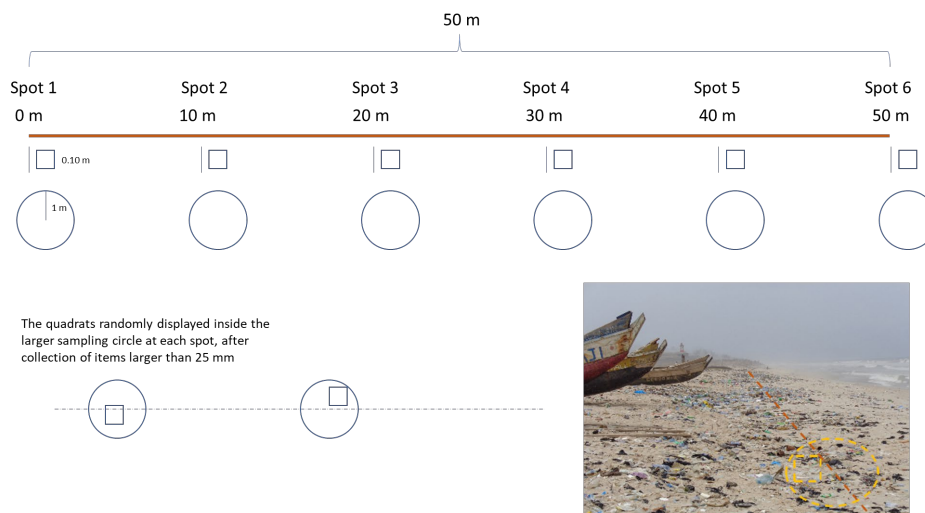 50 m
Spot 1 Spot 2 Spot 3 Spot 4 Spot 5 Spot 6
0 m 10 m 20 m 30 m 40 m 50 m
0.10 m
1 m
The quadrats randomly displayed inside the
larger sampling circle at each spot, after
collection of items larger than 25 mm